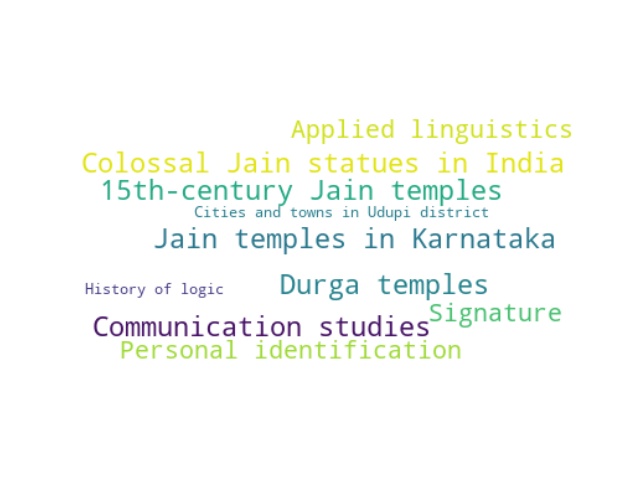 Applied linguistics
Colossal Jain statues in India
15th-century Jain temples
Cities and towns in Udupi district
Jain temples in Karnataka
Durga temples
History of logic
Signature
Communication studies
Personal identification